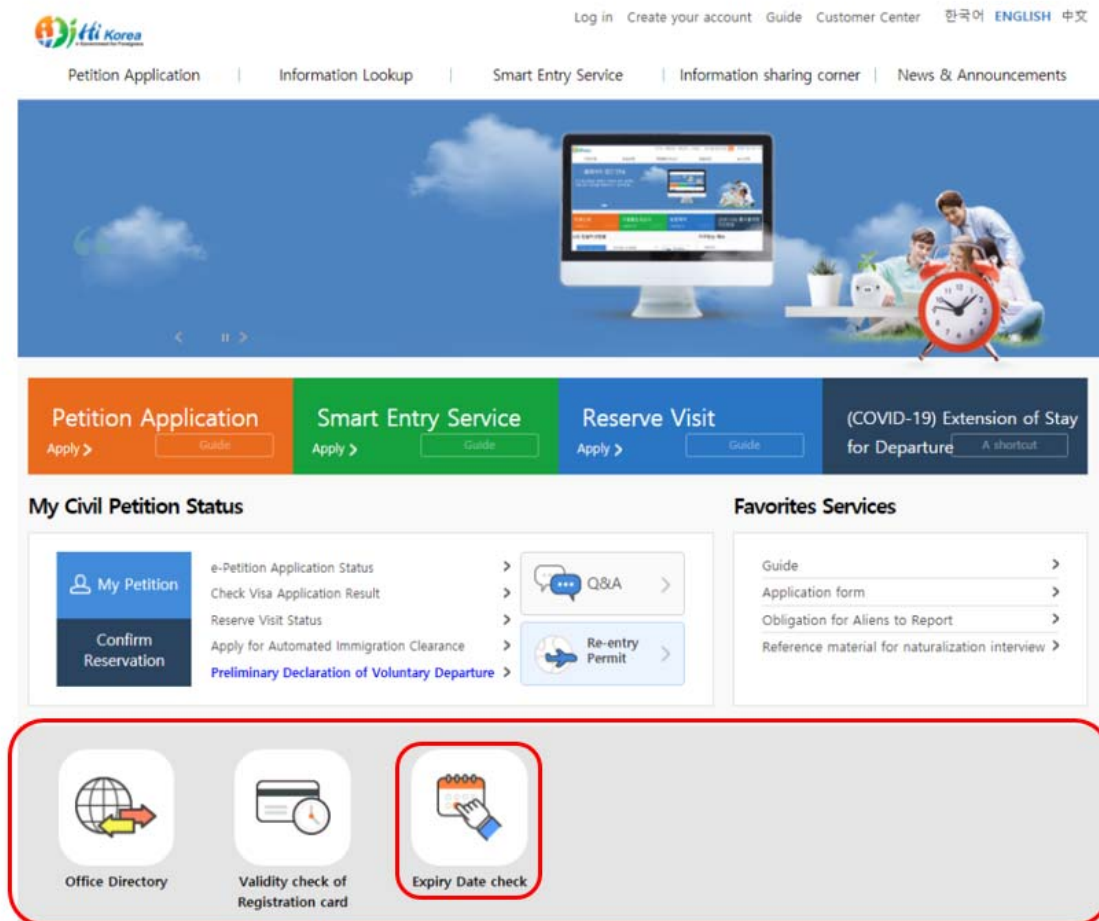 Hi Korea
e-Government for Foreigners
Log in Create your account Guide Customer Center 한국어 ENGLISH 中文
Petition Application | Information Lookup | Smart Entry Service | Information sharing corner | News & Announcements
Petition Application
Apply > Guide
Smart Entry Service
Apply > Guide
Reserve Visit
Apply > Guide
(COVID-19) Extension of Stay
for Departure A shortcut
My Civil Petition Status
My Petition
Confirm
Reservation
e-Petition Application Status >
Check Visa Application Result >
Reserve Visit Status >
Apply for Automated Immigration Clearance >
Preliminary Declaration of Voluntary Departure >
Q&A >
Re-entry
Permit >
Favorites Services
Guide >
Application form >
Obligation for Aliens to Report >
Reference material for naturalization interview >
Office Directory
Validity check of
Registration card
Expiry Date check